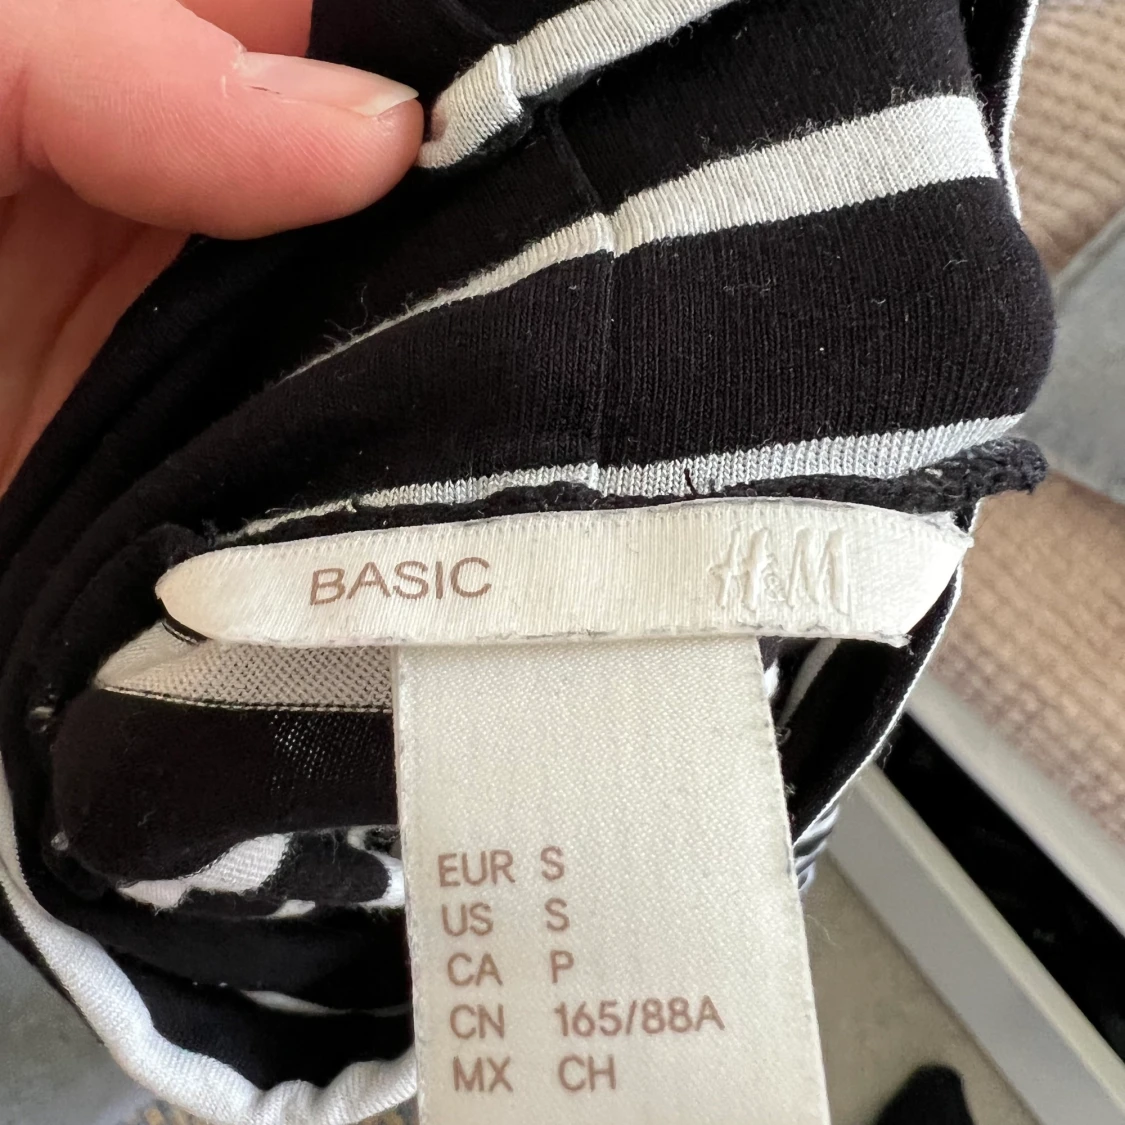 BASIC H&M
EUR S
US S
CA P
CN 165/88A
MX CH